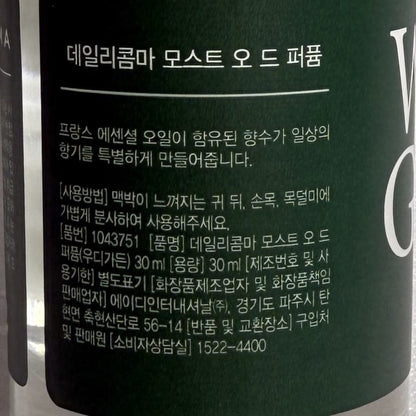 데일리콤마 모스트 오 드 퍼퓸
프랑스 에센셜 오일이 함유된 향수가 일상의
향기를 특별하게 만들어줍니다.
[사용방법] 맥박이 느껴지는 귀 뒤, 손목, 목덜미에
가볍게 분사하여 사용해주세요.
[품번] 1043751 [품명] 데일리콤마 모스트 오 드
퍼퓸(우디가든) 30 ml [용량] 30 ml [제조번호 및 사
용기한] 별도표기 [화장품제조업자 및 화장품책임
판매업자] 에이디인터내셔날㈜, 경기도 파주시 탄
현면 축현산단로 56-14 [반품 및 교환장소] 구입처
및 판매원 [소비자상담실] 1522-4400